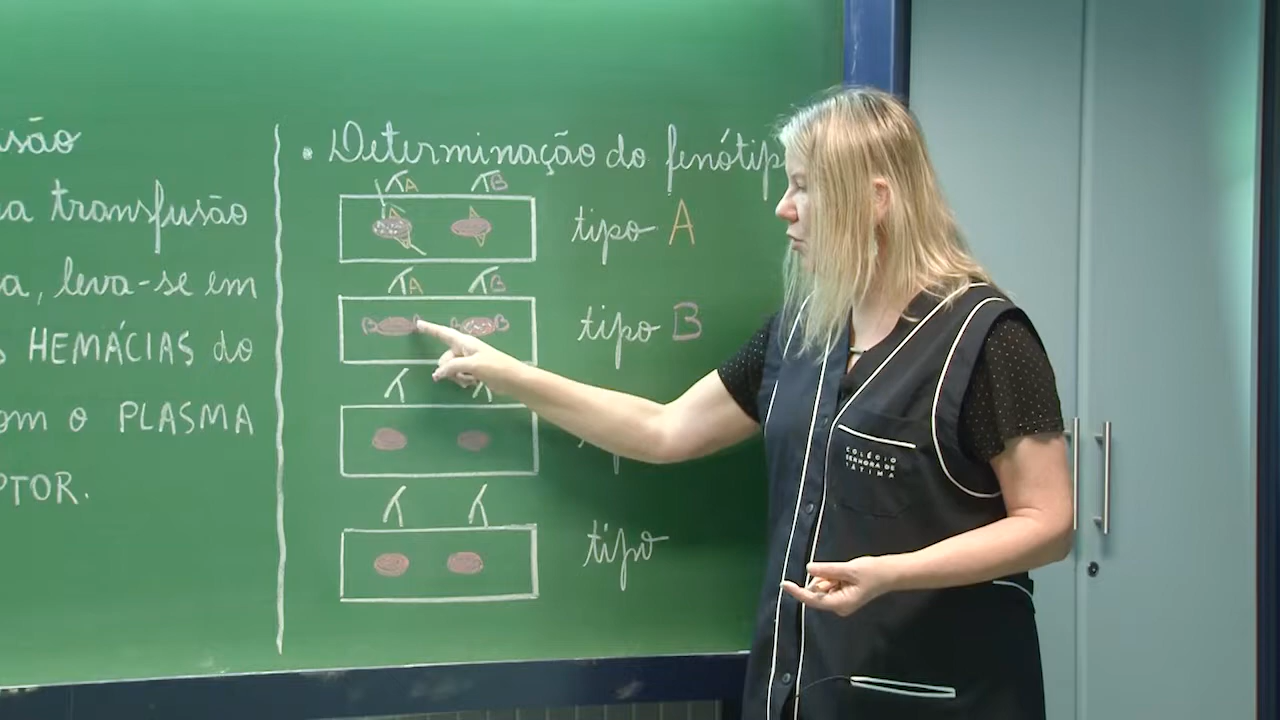 são
a transfusão
a, leva-se em
HEMÁCIAS do
om o PLASMA
PTOR.
. Determinação do fenótip
A B
tipo A
A B
B B B B
tipo B
tipo
COLÉGIO
SENHORA DE
FÁTIMA